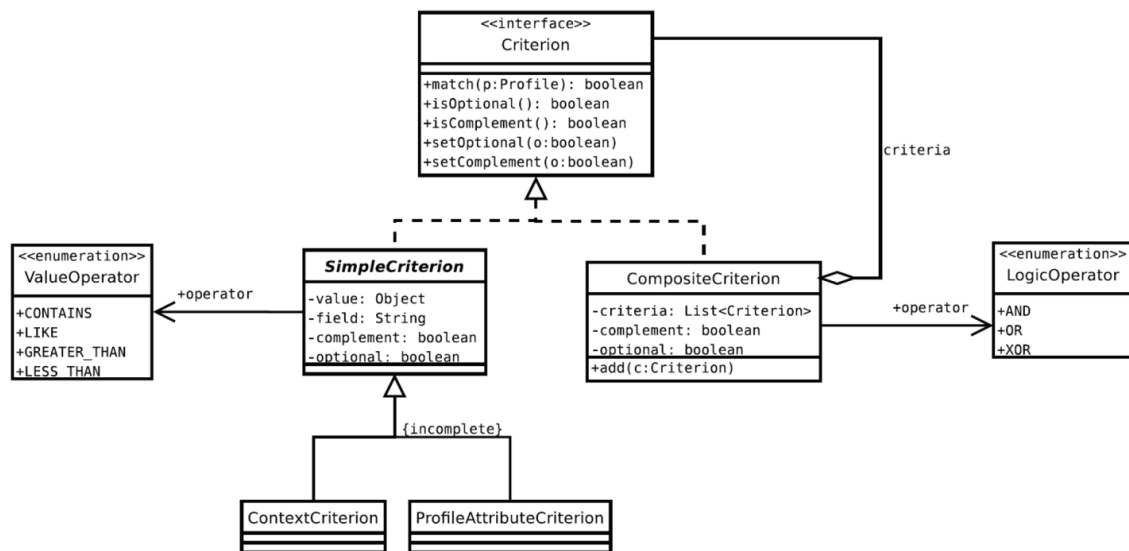 <<interface>>
Criterion
+match(p:Profile): boolean
+isOptional(): boolean
+isComplement(): boolean
+setOptional(o:boolean)
+setComplement(o:boolean)
criteria
<<enumeration>>
ValueOperator
+CONTAINS
+LIKE
+GREATER_THAN
+LESS_THAN
+operator
SimpleCriterion
-value: Object
-field: String
-complement: boolean
-optional: boolean
CompositeCriterion
-criteria: List<Criterion>
-complement: boolean
-optional: boolean
+add(c:Criterion)
+operator
<<enumeration>>
LogicOperator
+AND
+OR
+XOR
{incomplete}
ContextCriterion
ProfileAttributeCriterion